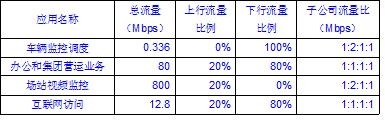 应用名称 总流量（Mbps） 上行流量比例 下行流量比例 子公司流量比（Mbps）
车辆监控调度 0.336 0% 100% 1:2:1:1
办公和集团营运业务 80 20% 80% 1:1:1:1
场站视频监控 800 20% 0% 1:2:1:1
互联网访问 12.8 20% 80% 1:1:1:1